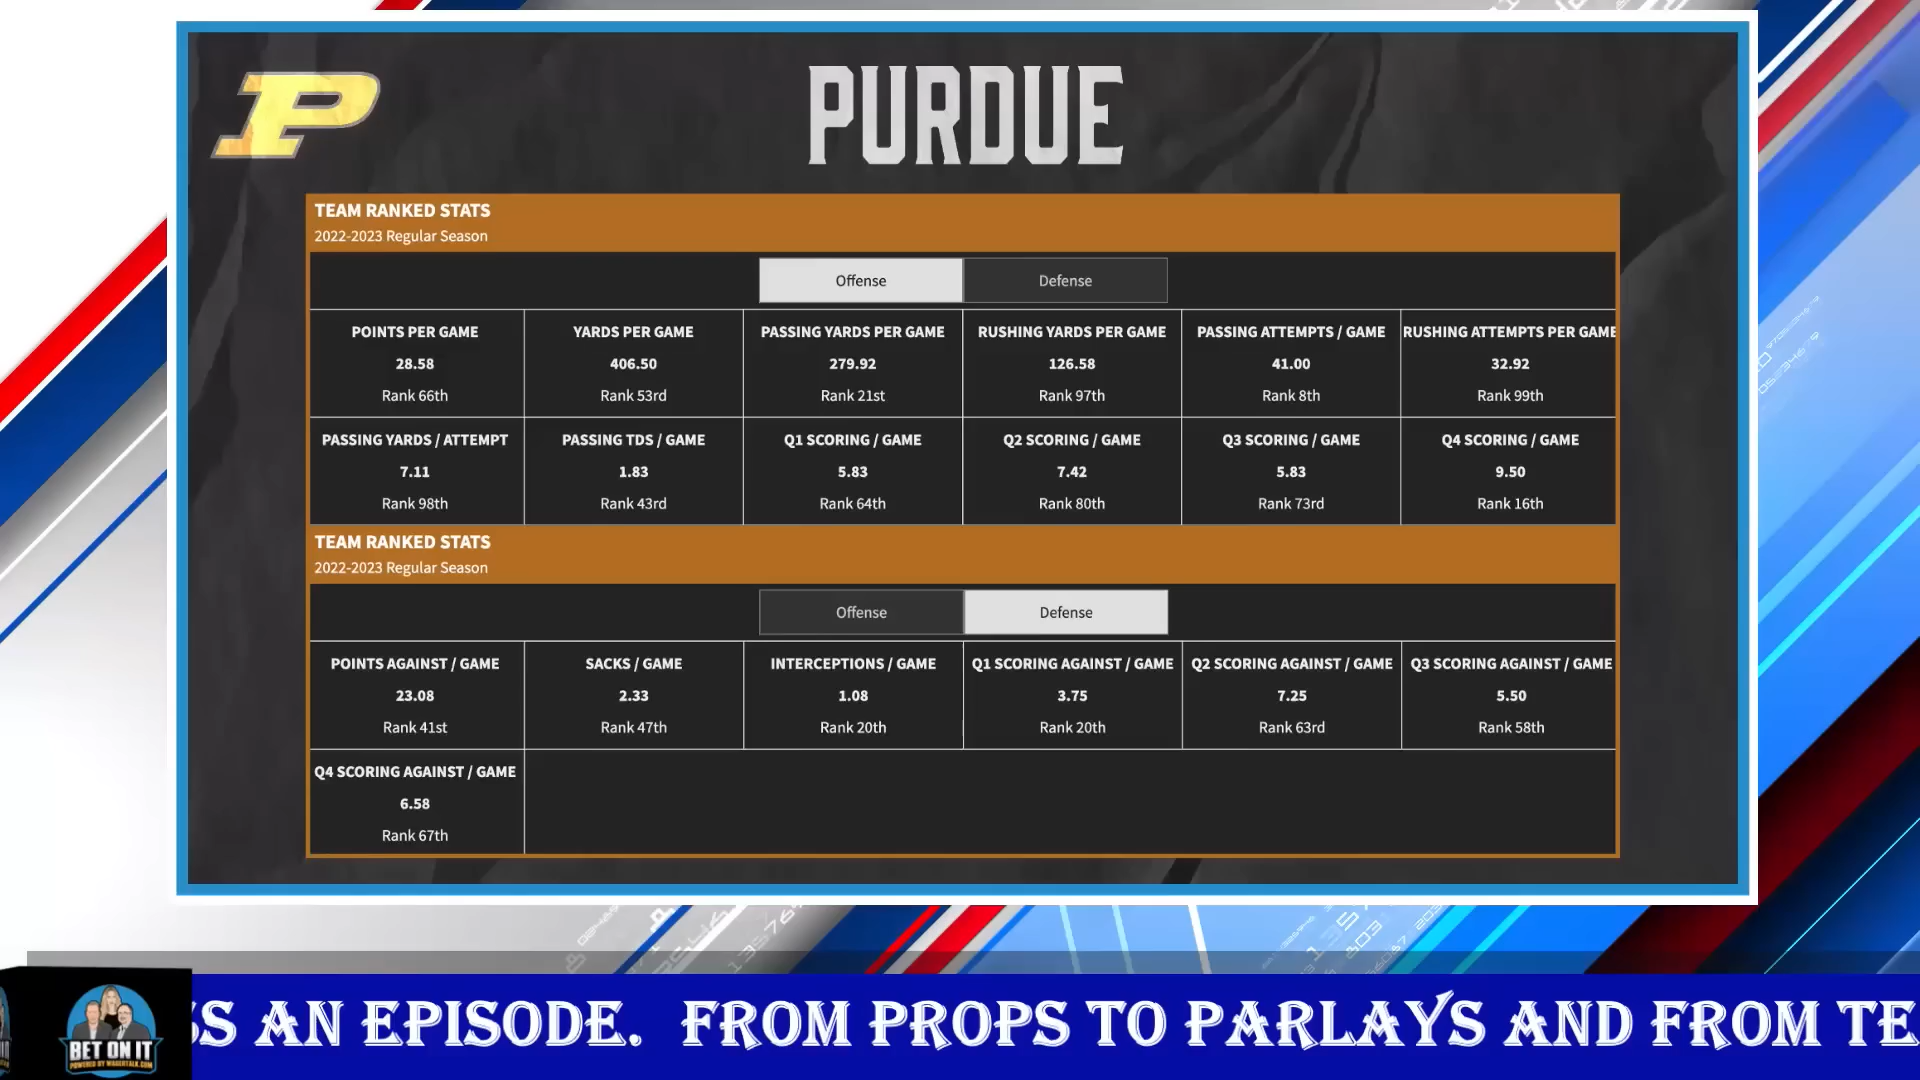 P
PURDUE
TEAM RANKED STATS
2022-2023 Regular Season
Offense Defense
POINTS PER GAME YARDS PER GAME PASSING YARDS PER GAME RUSHING YARDS PER GAME PASSING ATTEMPTS / GAME RUSHING ATTEMPTS PER GAME
28.58 406.50 279.92 126.58 41.00 32.92
Rank 66th Rank 53rd Rank 21st Rank 97th Rank 8th Rank 99th
PASSING YARDS / ATTEMPT PASSING TDS / GAME Q1 SCORING / GAME Q2 SCORING / GAME Q3 SCORING / GAME Q4 SCORING / GAME
7.11 1.83 5.83 7.42 5.83 9.50
Rank 98th Rank 43rd Rank 64th Rank 80th Rank 73rd Rank 16th
TEAM RANKED STATS
2022-2023 Regular Season
Offense Defense
POINTS AGAINST / GAME SACKS / GAME INTERCEPTIONS / GAME Q1 SCORING AGAINST / GAME Q2 SCORING AGAINST / GAME Q3 SCORING AGAINST / GAME
23.08 2.33 1.08 3.75 7.25 5.50
Rank 41st Rank 47th Rank 20th Rank 20th Rank 63rd Rank 58th
Q4 SCORING AGAINST / GAME
6.58
Rank 67th
BET ON IT
POWERED BY WAGERTALK.COM
SS AN EPISODE. FROM PROPS TO PARLAYS AND FROM TE